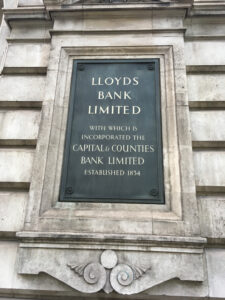 LLOYDS
BANK
LIMITED
WITH WHICH IS
INCORPORATED THE
CAPITAL & COUNTIES
BANK LIMITED
ESTABLISHED 1834